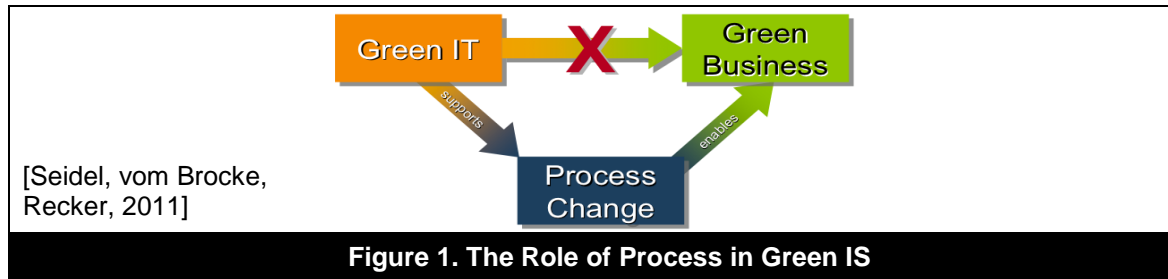 Green IT
X
Green
Business
supports
enables
Process
Change
[Seidel, vom Brocke,
Recker, 2011]
Figure 1. The Role of Process in Green IS